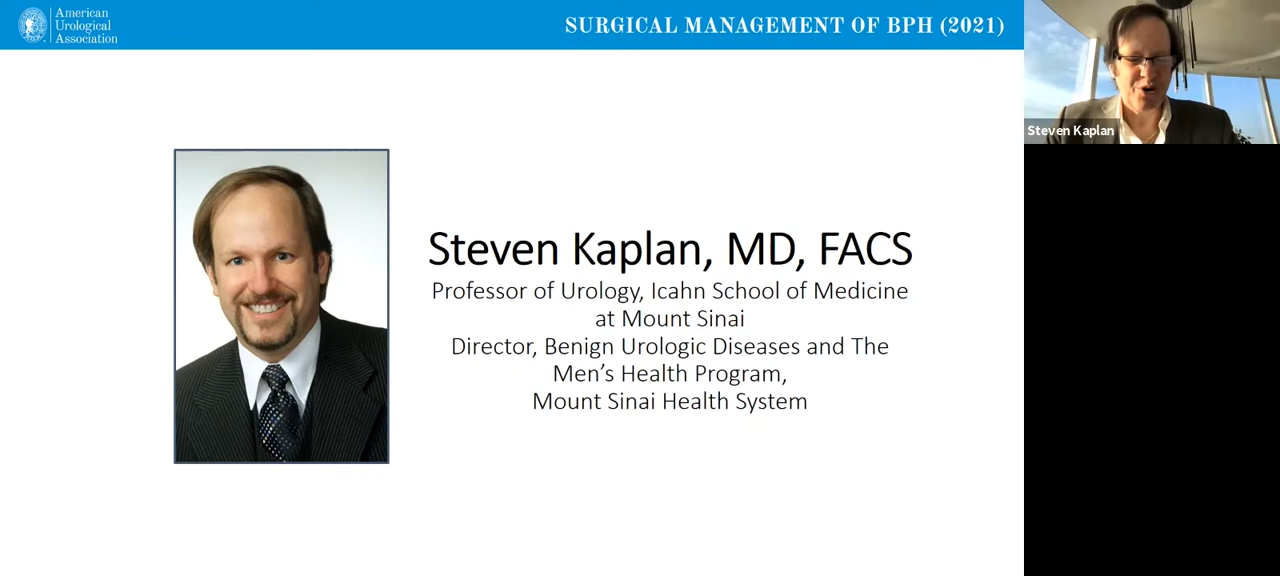 American
Urological
Association
SURGICAL MANAGEMENT OF BPH (2021)
Steven Kaplan
Steven Kaplan, MD, FACS
Professor of Urology, Icahn School of Medicine
at Mount Sinai
Director, Benign Urologic Diseases and The
Men’s Health Program,
Mount Sinai Health System